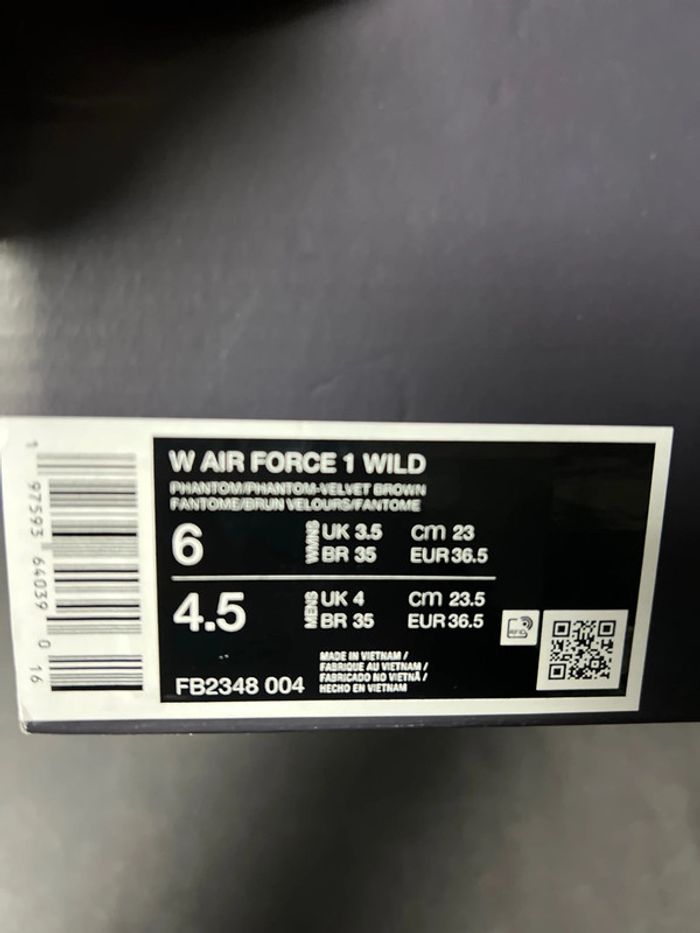 W AIR FORCE 1 WILD
PHANTOM/PHANTOM-VELVET BROWN
FANTOME/BRUN VELOURS/FANTOME
6 WMNS UK 3.5 cm 23
BR 35 EUR 36.5
4.5 MENS UK 4 cm 23.5
BR 35 EUR 36.5
FB2348 004
MADE IN VIETNAM /
FABRIQUE AU VIETNAM /
FABRICADO NO VIETNÃ /
HECHO EN VIETNAM
RFID
1 97593 64039 0 16